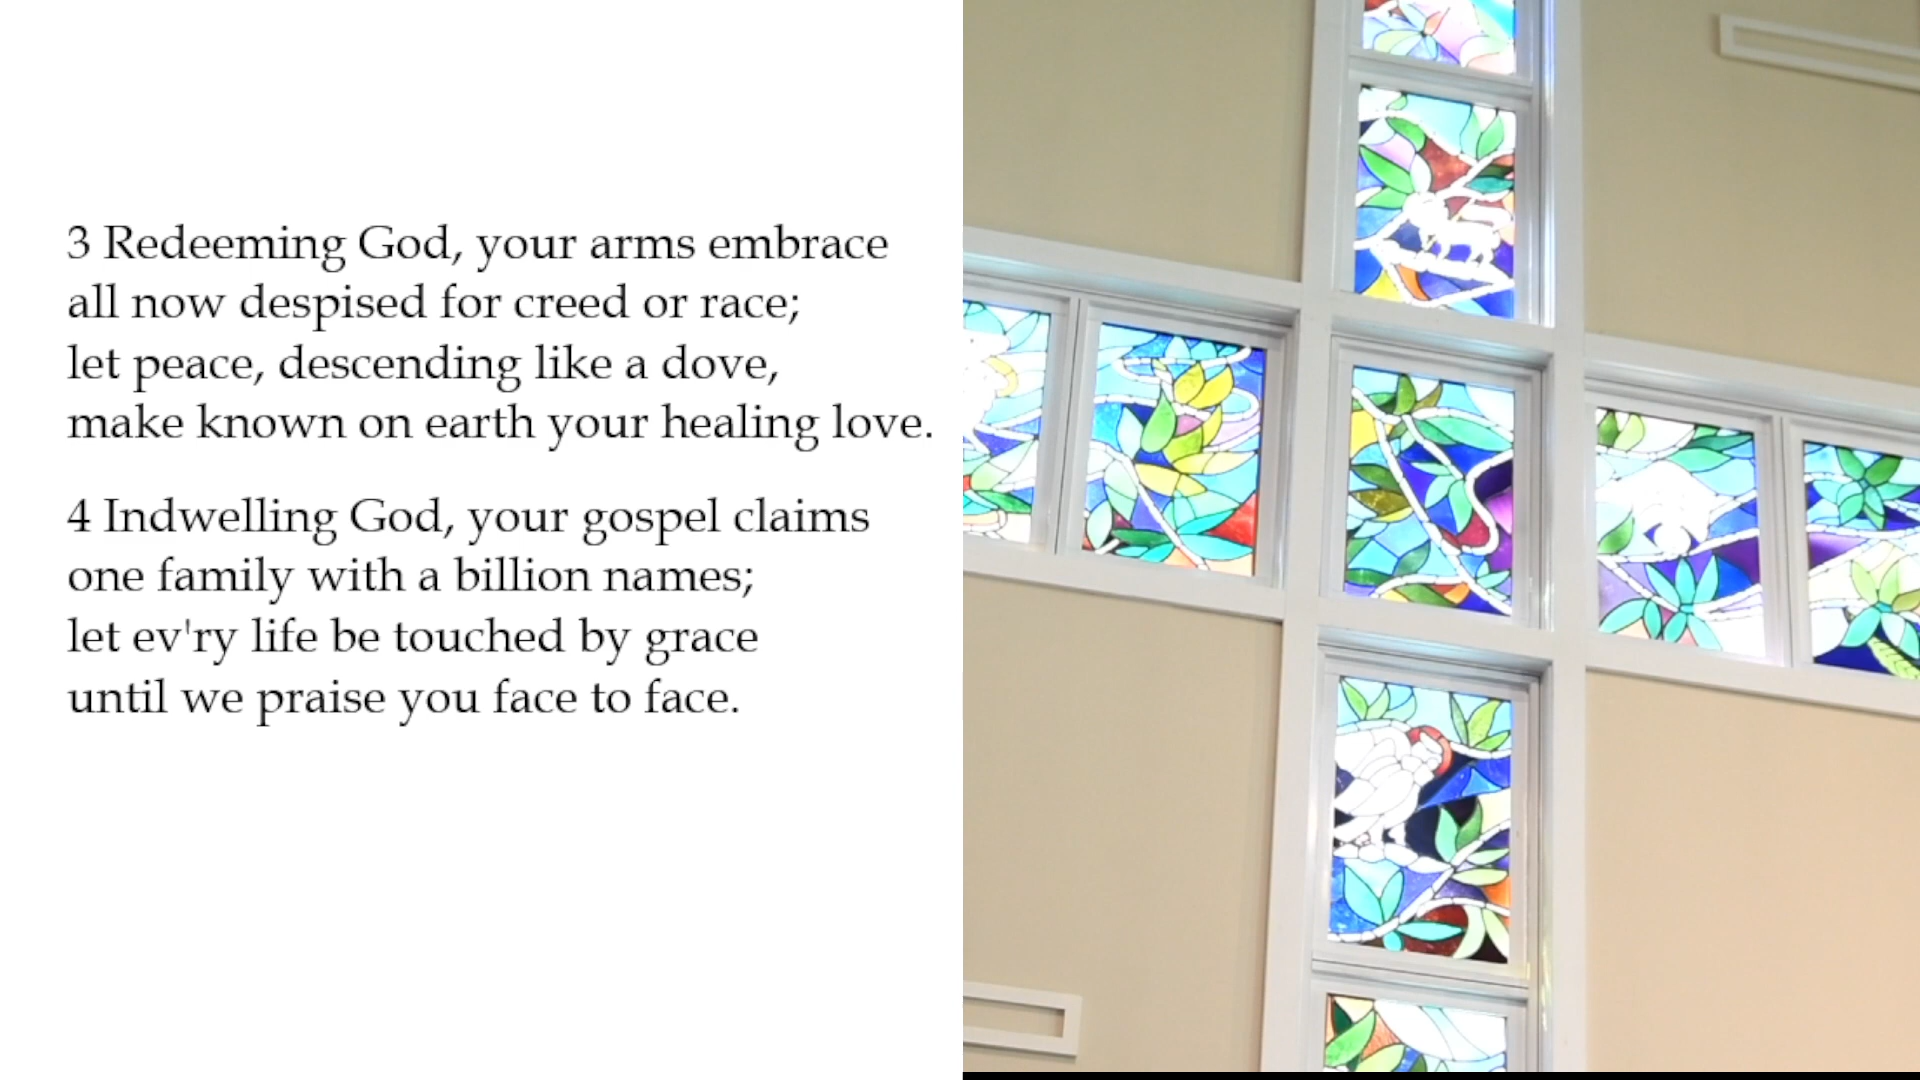 3 Redeeming God, your arms embrace
all now despised for creed or race;
let peace, descending like a dove,
make known on earth your healing love.
4 Indwelling God, your gospel claims
one family with a billion names;
let ev'ry life be touched by grace
until we praise you face to face.